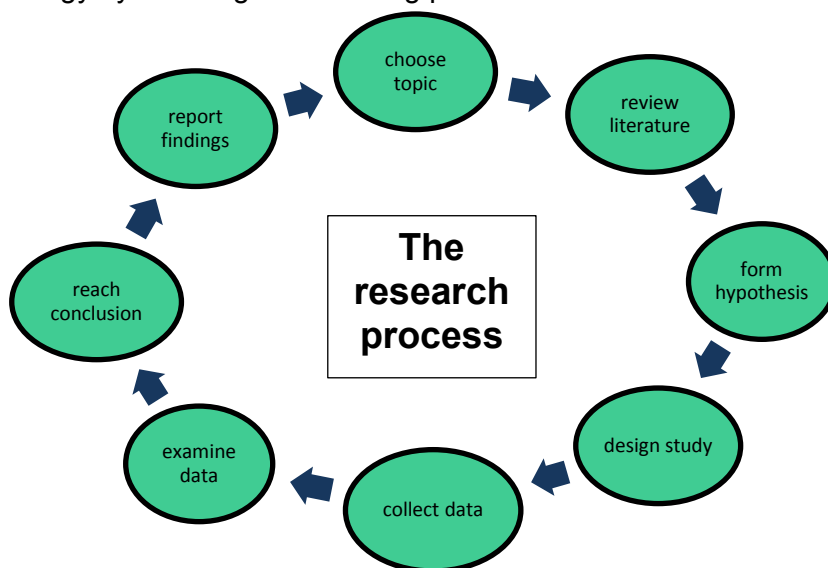 choose
topic
review
literature
form
hypothesis
design study
collect data
examine
data
reach
conclusion
report
findings
The
research
process